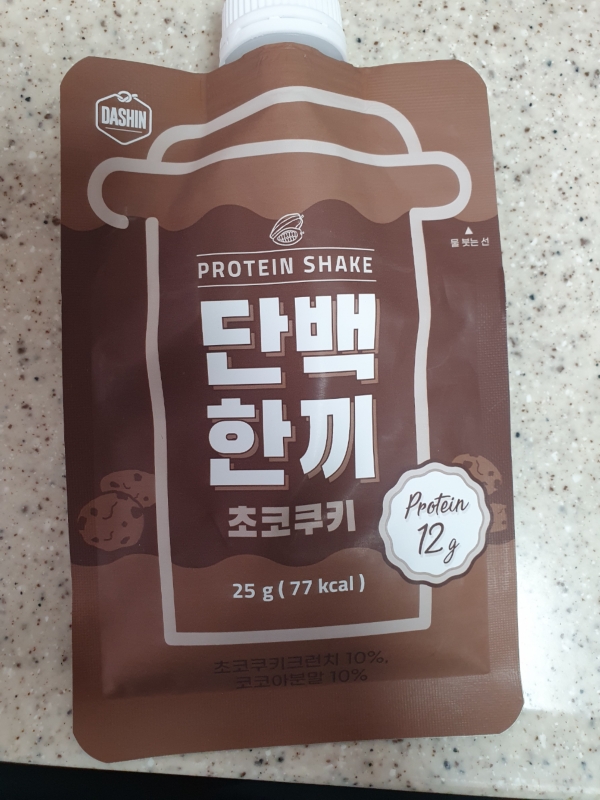 DASHIN
▲
물 붓는 선
PROTEIN SHAKE
단백
한끼
초코쿠키
Protein
12g
25 g ( 77 kcal )
초코쿠키크런치 10%,
코코아분말 10%